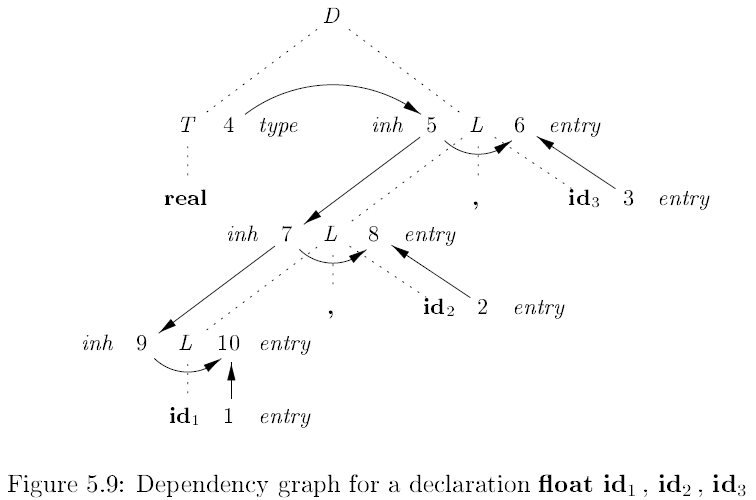 D
T 4 type inh 5 L 6 entry
real , id3 3 entry
inh 7 L 8 entry
, id2 2 entry
inh 9 L 10 entry
id1 1 entry
Figure 5.9: Dependency graph for a declaration float id1 , id2 , id3